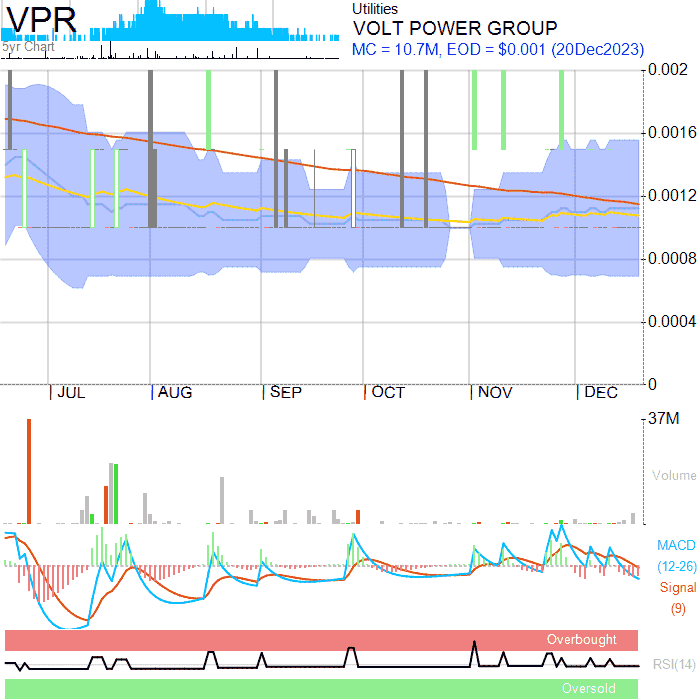 VPR
5yr Chart
Utilities
VOLT POWER GROUP
MC = 10.7M, EOD = $0.001 (20Dec2023)
0.002
0.0016
0.0012
0.0008
0.0004
0
JUL AUG SEP OCT NOV DEC
37M
Volume
MACD
(12-26)
Signal
(9)
Overbought
RSI(14)
Oversold